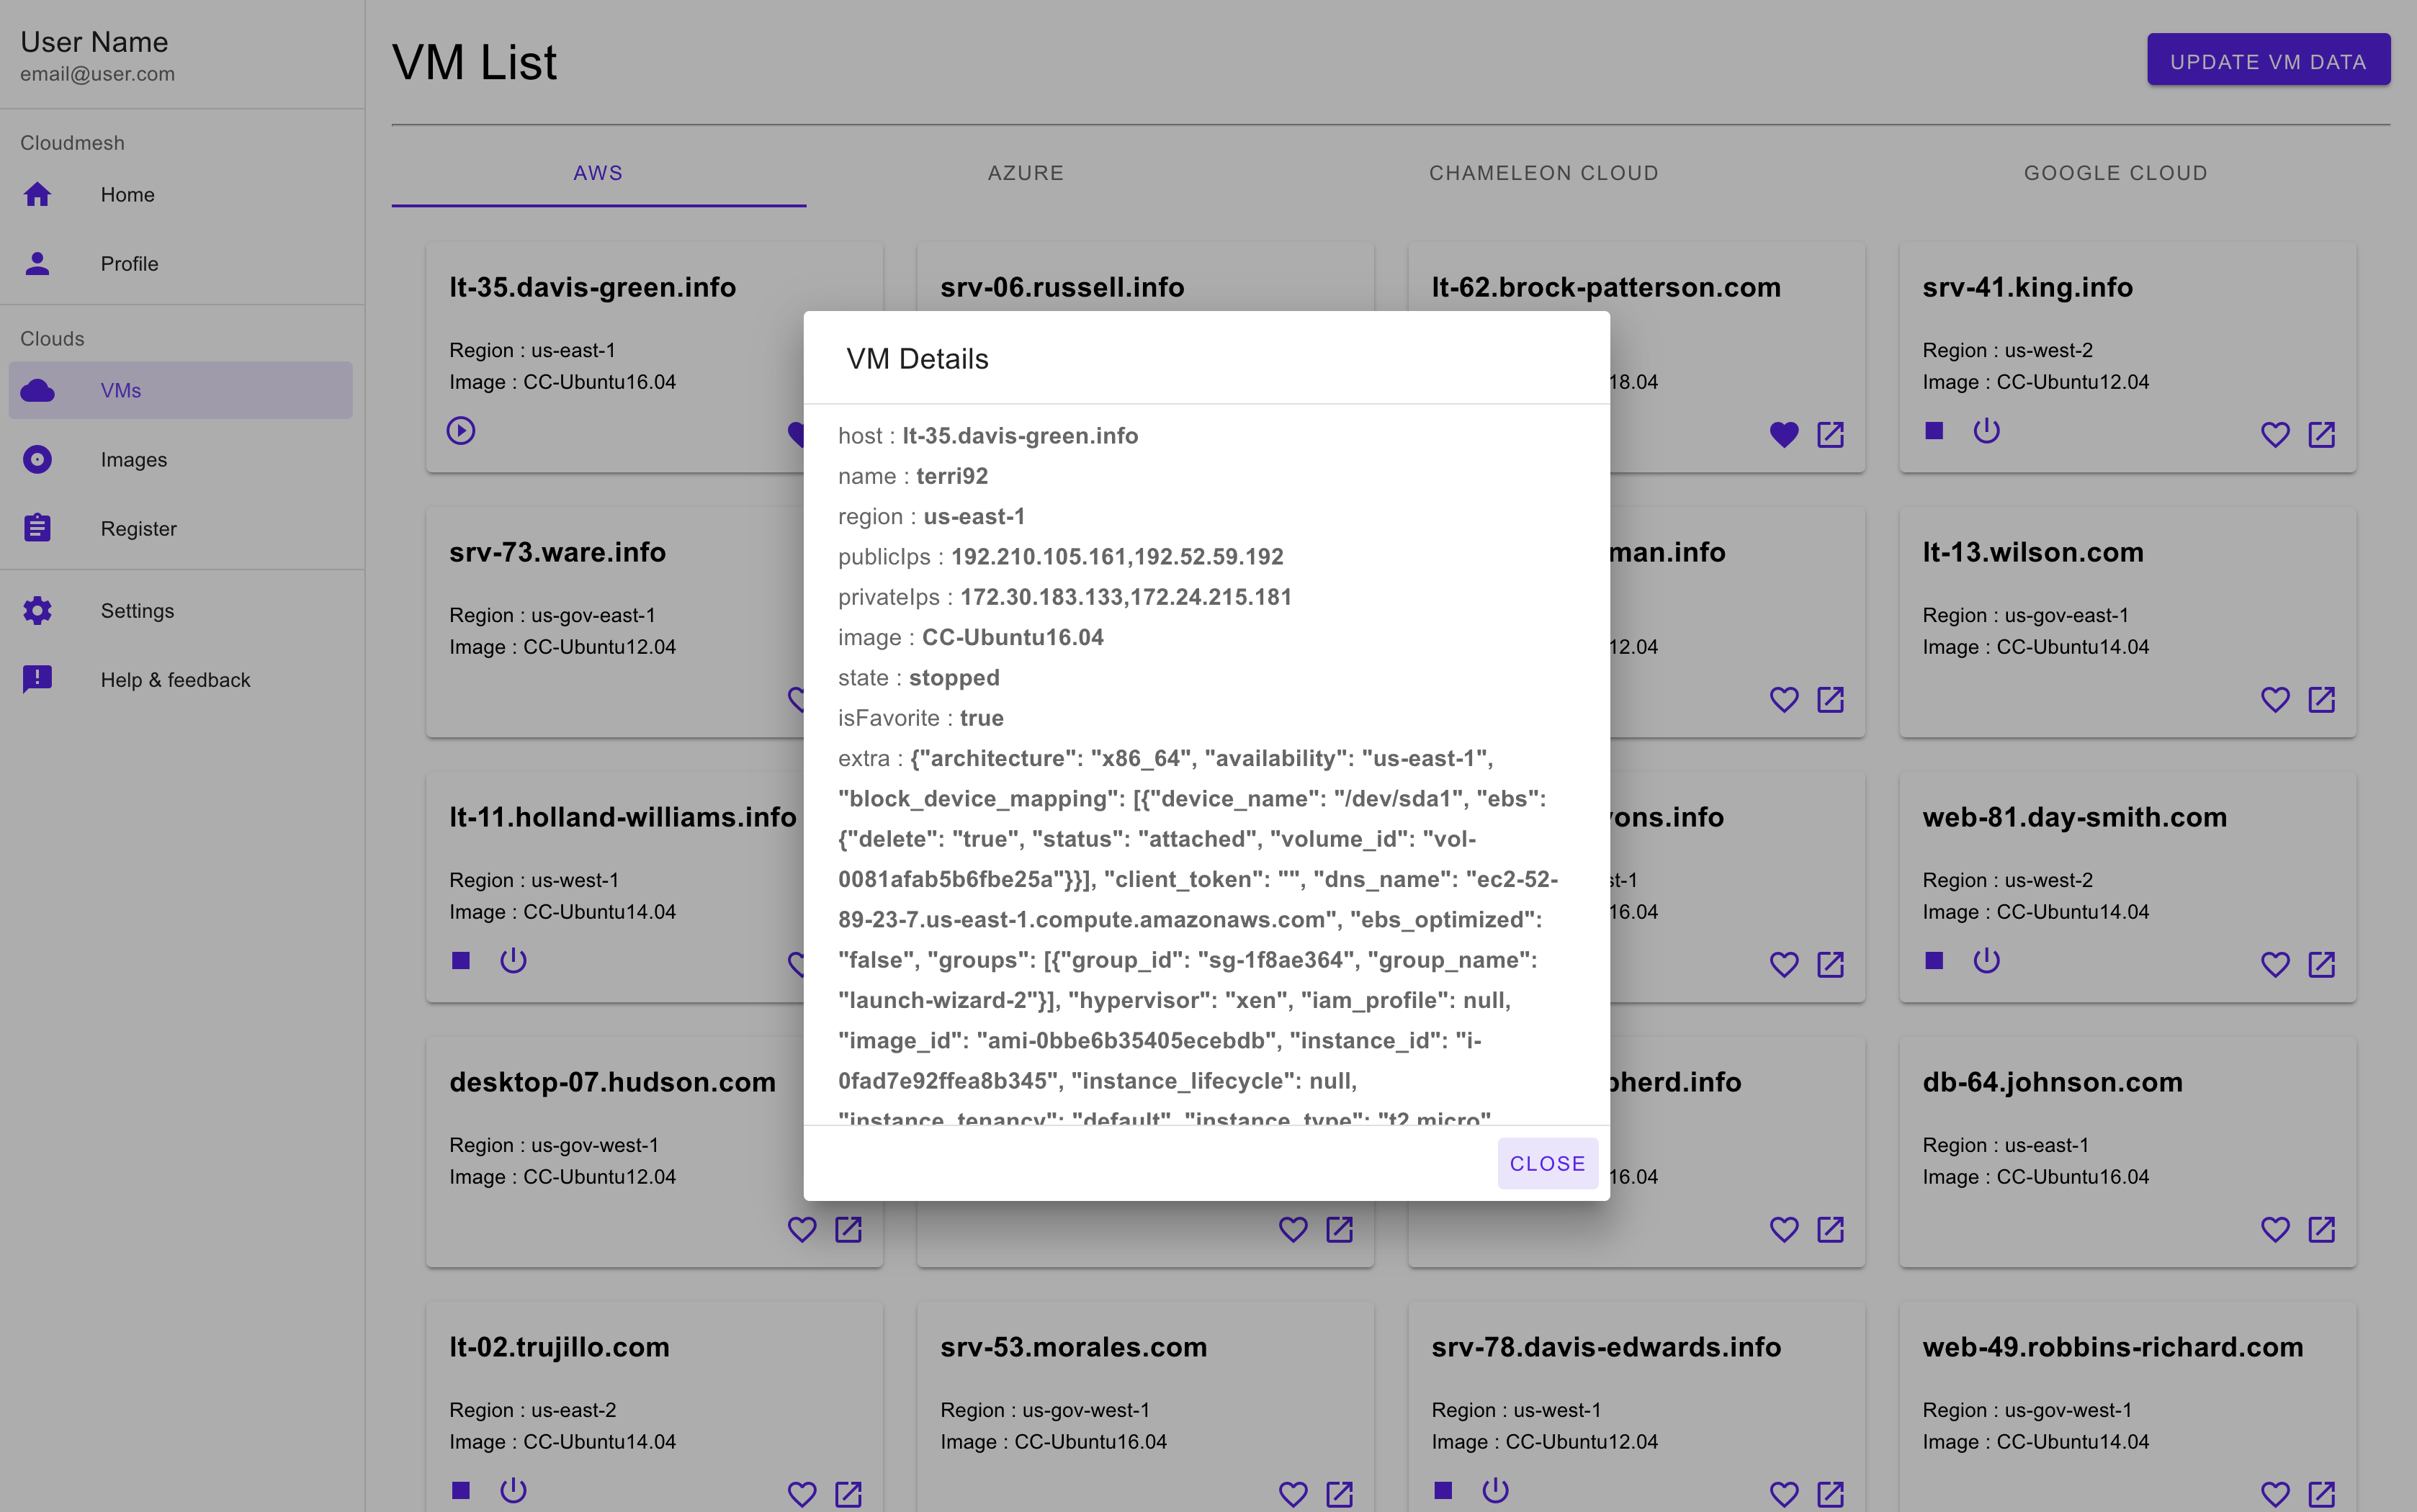 User Name
email@user.com
Cloudmesh
Home
Profile
Clouds
VMs
Images
Register
Settings
Help & feedback
VM List
UPDATE VM DATA
AWS
AZURE
CHAMELEON CLOUD
GOOGLE CLOUD
lt-35.davis-green.info
Region : us-east-1
Image : CC-Ubuntu16.04
srv-06.russell.info
lt-62.brock-patterson.com
18.04
srv-41.king.info
Region : us-west-2
Image : CC-Ubuntu12.04
srv-73.ware.info
Region : us-gov-east-1
Image : CC-Ubuntu12.04
man.info
12.04
lt-13.wilson.com
Region : us-gov-east-1
Image : CC-Ubuntu14.04
lt-11.holland-williams.info
Region : us-west-1
Image : CC-Ubuntu14.04
ons.info
st-1
16.04
web-81.day-smith.com
Region : us-west-2
Image : CC-Ubuntu14.04
desktop-07.hudson.com
Region : us-gov-west-1
Image : CC-Ubuntu12.04
pherd.info
16.04
db-64.johnson.com
Region : us-east-1
Image : CC-Ubuntu16.04
lt-02.trujillo.com
Region : us-east-2
Image : CC-Ubuntu14.04
srv-53.morales.com
Region : us-gov-west-1
Image : CC-Ubuntu16.04
srv-78.davis-edwards.info
Region : us-west-1
Image : CC-Ubuntu12.04
web-49.robbins-richard.com
Region : us-gov-west-1
Image : CC-Ubuntu14.04
VM Details
host : lt-35.davis-green.info
name : terri92
region : us-east-1
publicIps : 192.210.105.161,192.52.59.192
privateIps : 172.30.183.133,172.24.215.181
image : CC-Ubuntu16.04
state : stopped
isFavorite : true
extra : {"architecture": "x86_64", "availability": "us-east-1",
"block_device_mapping": [{"device_name": "/dev/sda1", "ebs":
{"delete": "true", "status": "attached", "volume_id": "vol-
0081afab5b6fbe25a"}}], "client_token": "", "dns_name": "ec2-52-
89-23-7.us-east-1.compute.amazonaws.com", "ebs_optimized":
"false", "groups": [{"group_id": "sg-1f8ae364", "group_name":
"launch-wizard-2"}], "hypervisor": "xen", "iam_profile": null,
"image_id": "ami-0bbe6b35405ecebdb", "instance_id": "i-
0fad7e92ffea8b345", "instance_lifecycle": null,
"instance_tenancy": "default", "instance_type": "t2.micro"
CLOSE